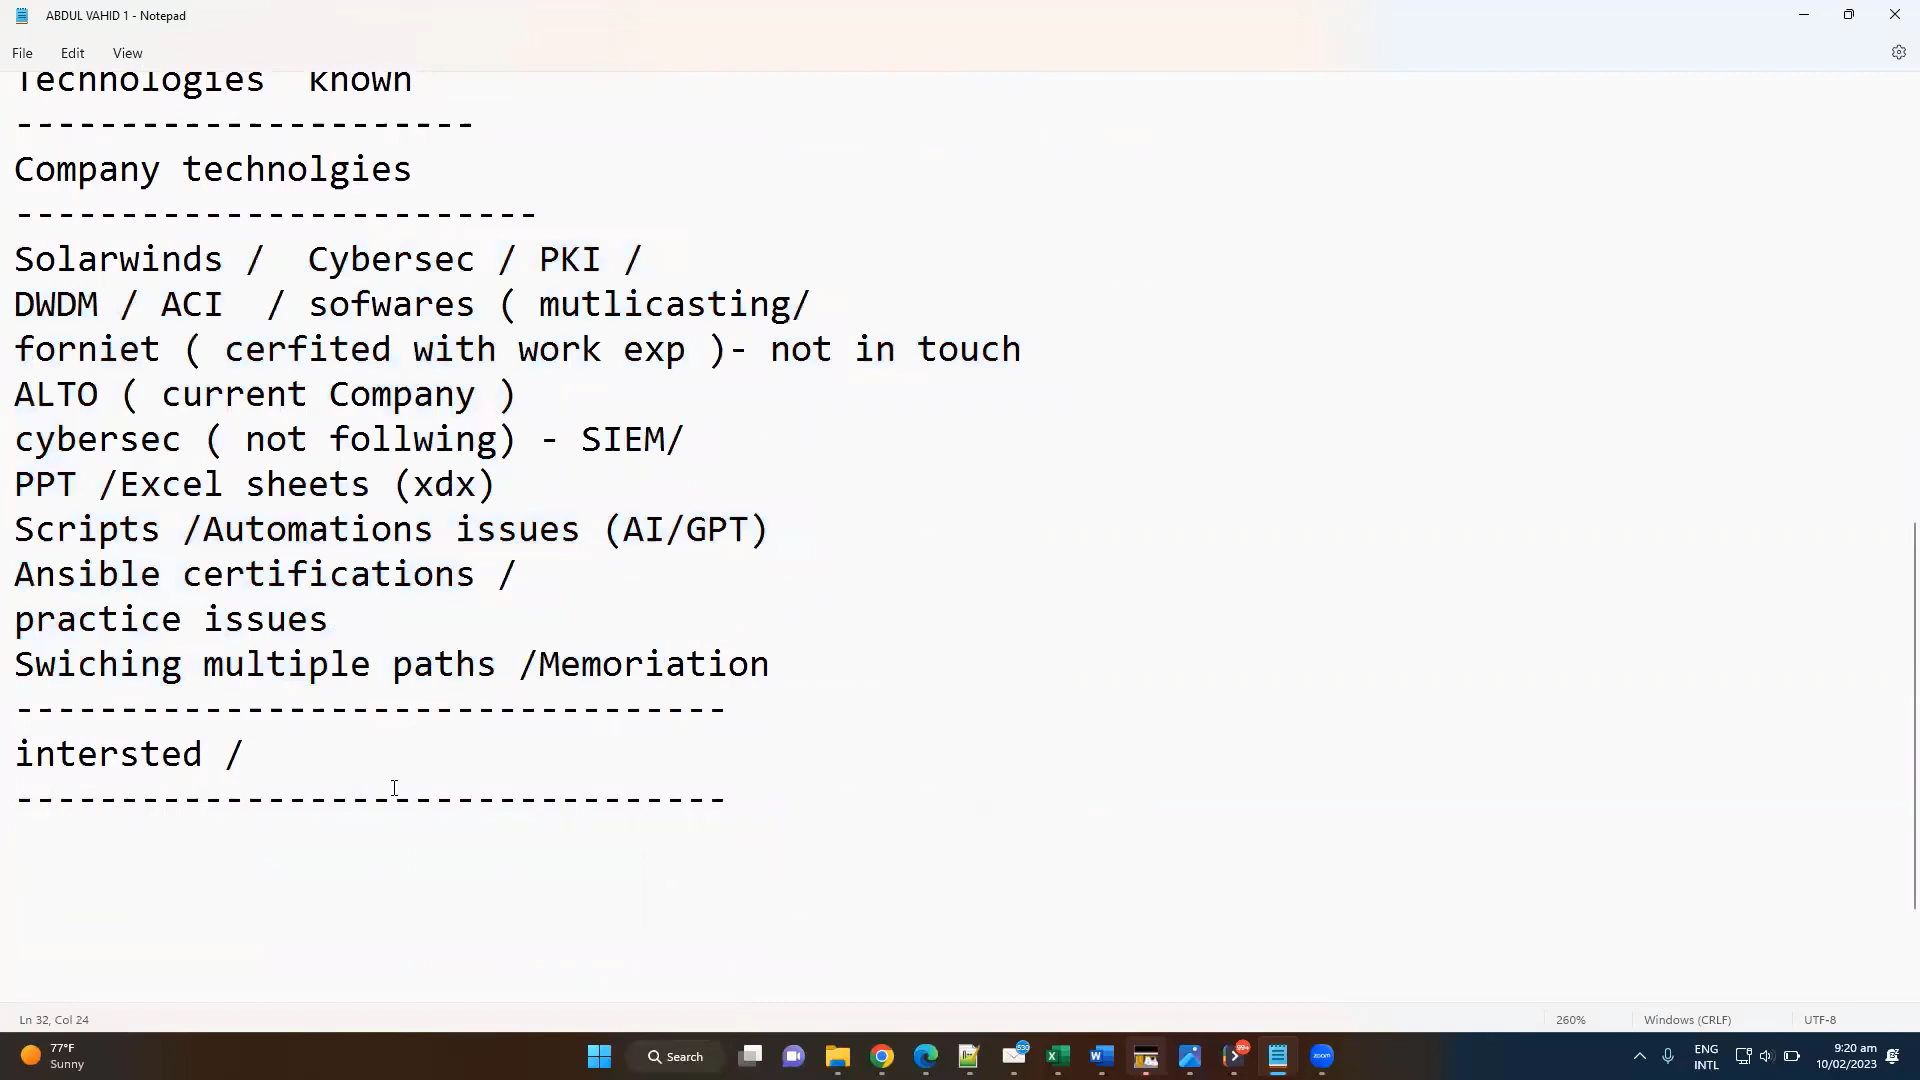 ABDUL VAHID 1 - Notepad
File Edit View
Technologies  known
----------------------
Company technolgies
-------------------------
Solarwinds /  Cybersec / PKI /
DWDM / ACI  / sofwares ( mutlicasting/
forniet ( cerfited with work exp )- not in touch
ALTO ( current Company )
cybersec ( not follwing) - SIEM/
PPT /Excel sheets (xdx)
Scripts /Automations issues (AI/GPT)
Ansible certifications /
practice issues
Swiching multiple paths /Memoriation
----------------------------------
intersted /
----------------------------------
Ln 32, Col 24 260% Windows (CRLF) UTF-8
77°F
Sunny
Search
530
99+
zoom
ENG
INTL
9:20 am
10/02/2023